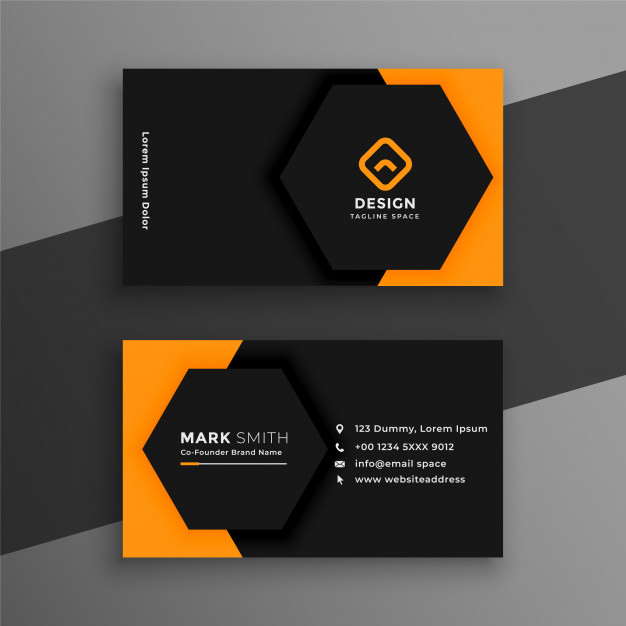 Lorem Ipsum Dolor
DESIGN
TAGLINE SPACE
MARK SMITH
Co-Founder Brand Name
123 Dummy, Lorem Ipsum
+00 1234 5XXX 9012
info@email space
www websiteaddress